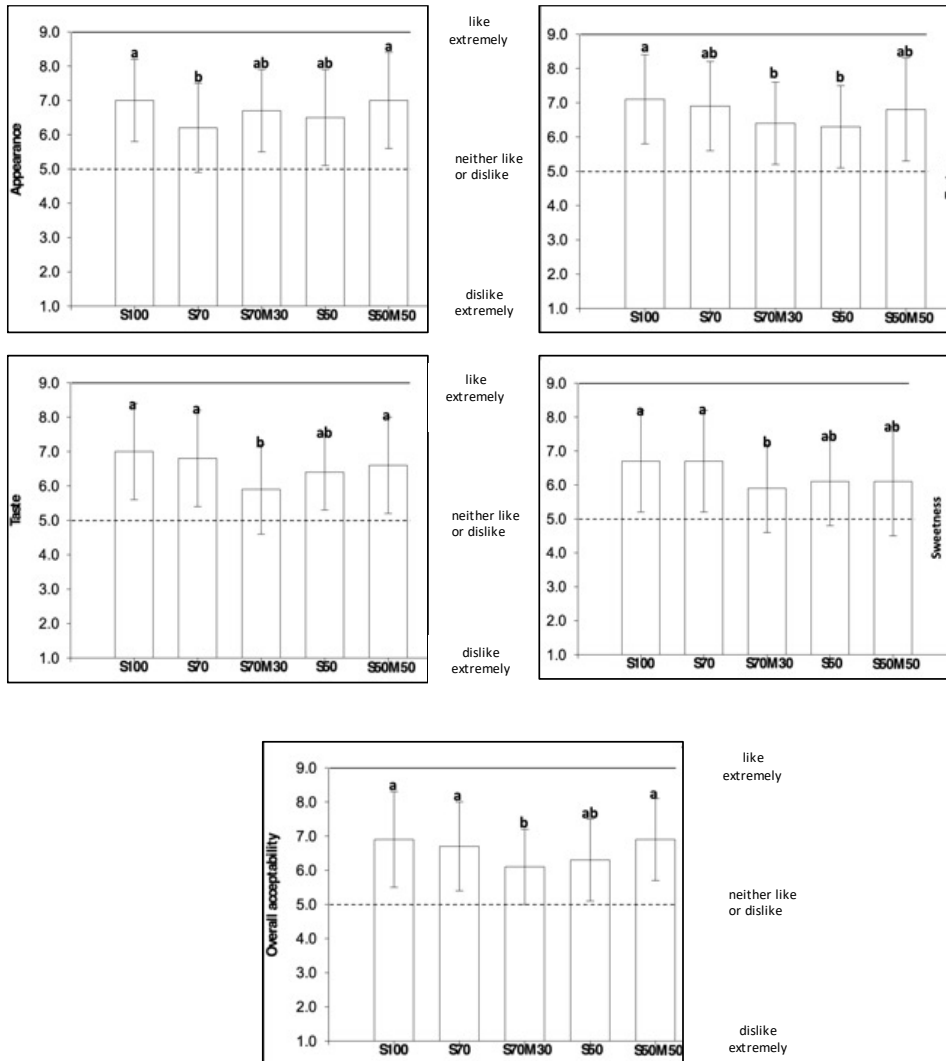 Appearance
9.0
8.0
7.0
6.0
5.0
4.0
3.0
2.0
1.0
a
b
ab
ab
a
S100
S70
S70M30
S50
S50M50
like
extremely
neither like
or dislike
dislike
extremely
9.0
8.0
7.0
6.0
5.0
4.0
3.0
2.0
1.0
a
ab
b
b
ab
S100
S70
S70M30
S50
S50M50
Taste
9.0
8.0
7.0
6.0
5.0
4.0
3.0
2.0
1.0
a
a
b
ab
a
S100
S70
S70M30
S50
S50M50
like
extremely
neither like
or dislike
dislike
extremely
9.0
8.0
7.0
6.0
5.0
4.0
3.0
2.0
1.0
a
a
b
ab
ab
S100
S70
S70M30
S50
S50M50
Sweetness
Overall acceptability
9.0
8.0
7.0
6.0
5.0
4.0
3.0
2.0
1.0
a
a
b
ab
a
S100
S70
S70M30
S50
S50M50
like
extremely
neither like
or dislike
dislike
extremely